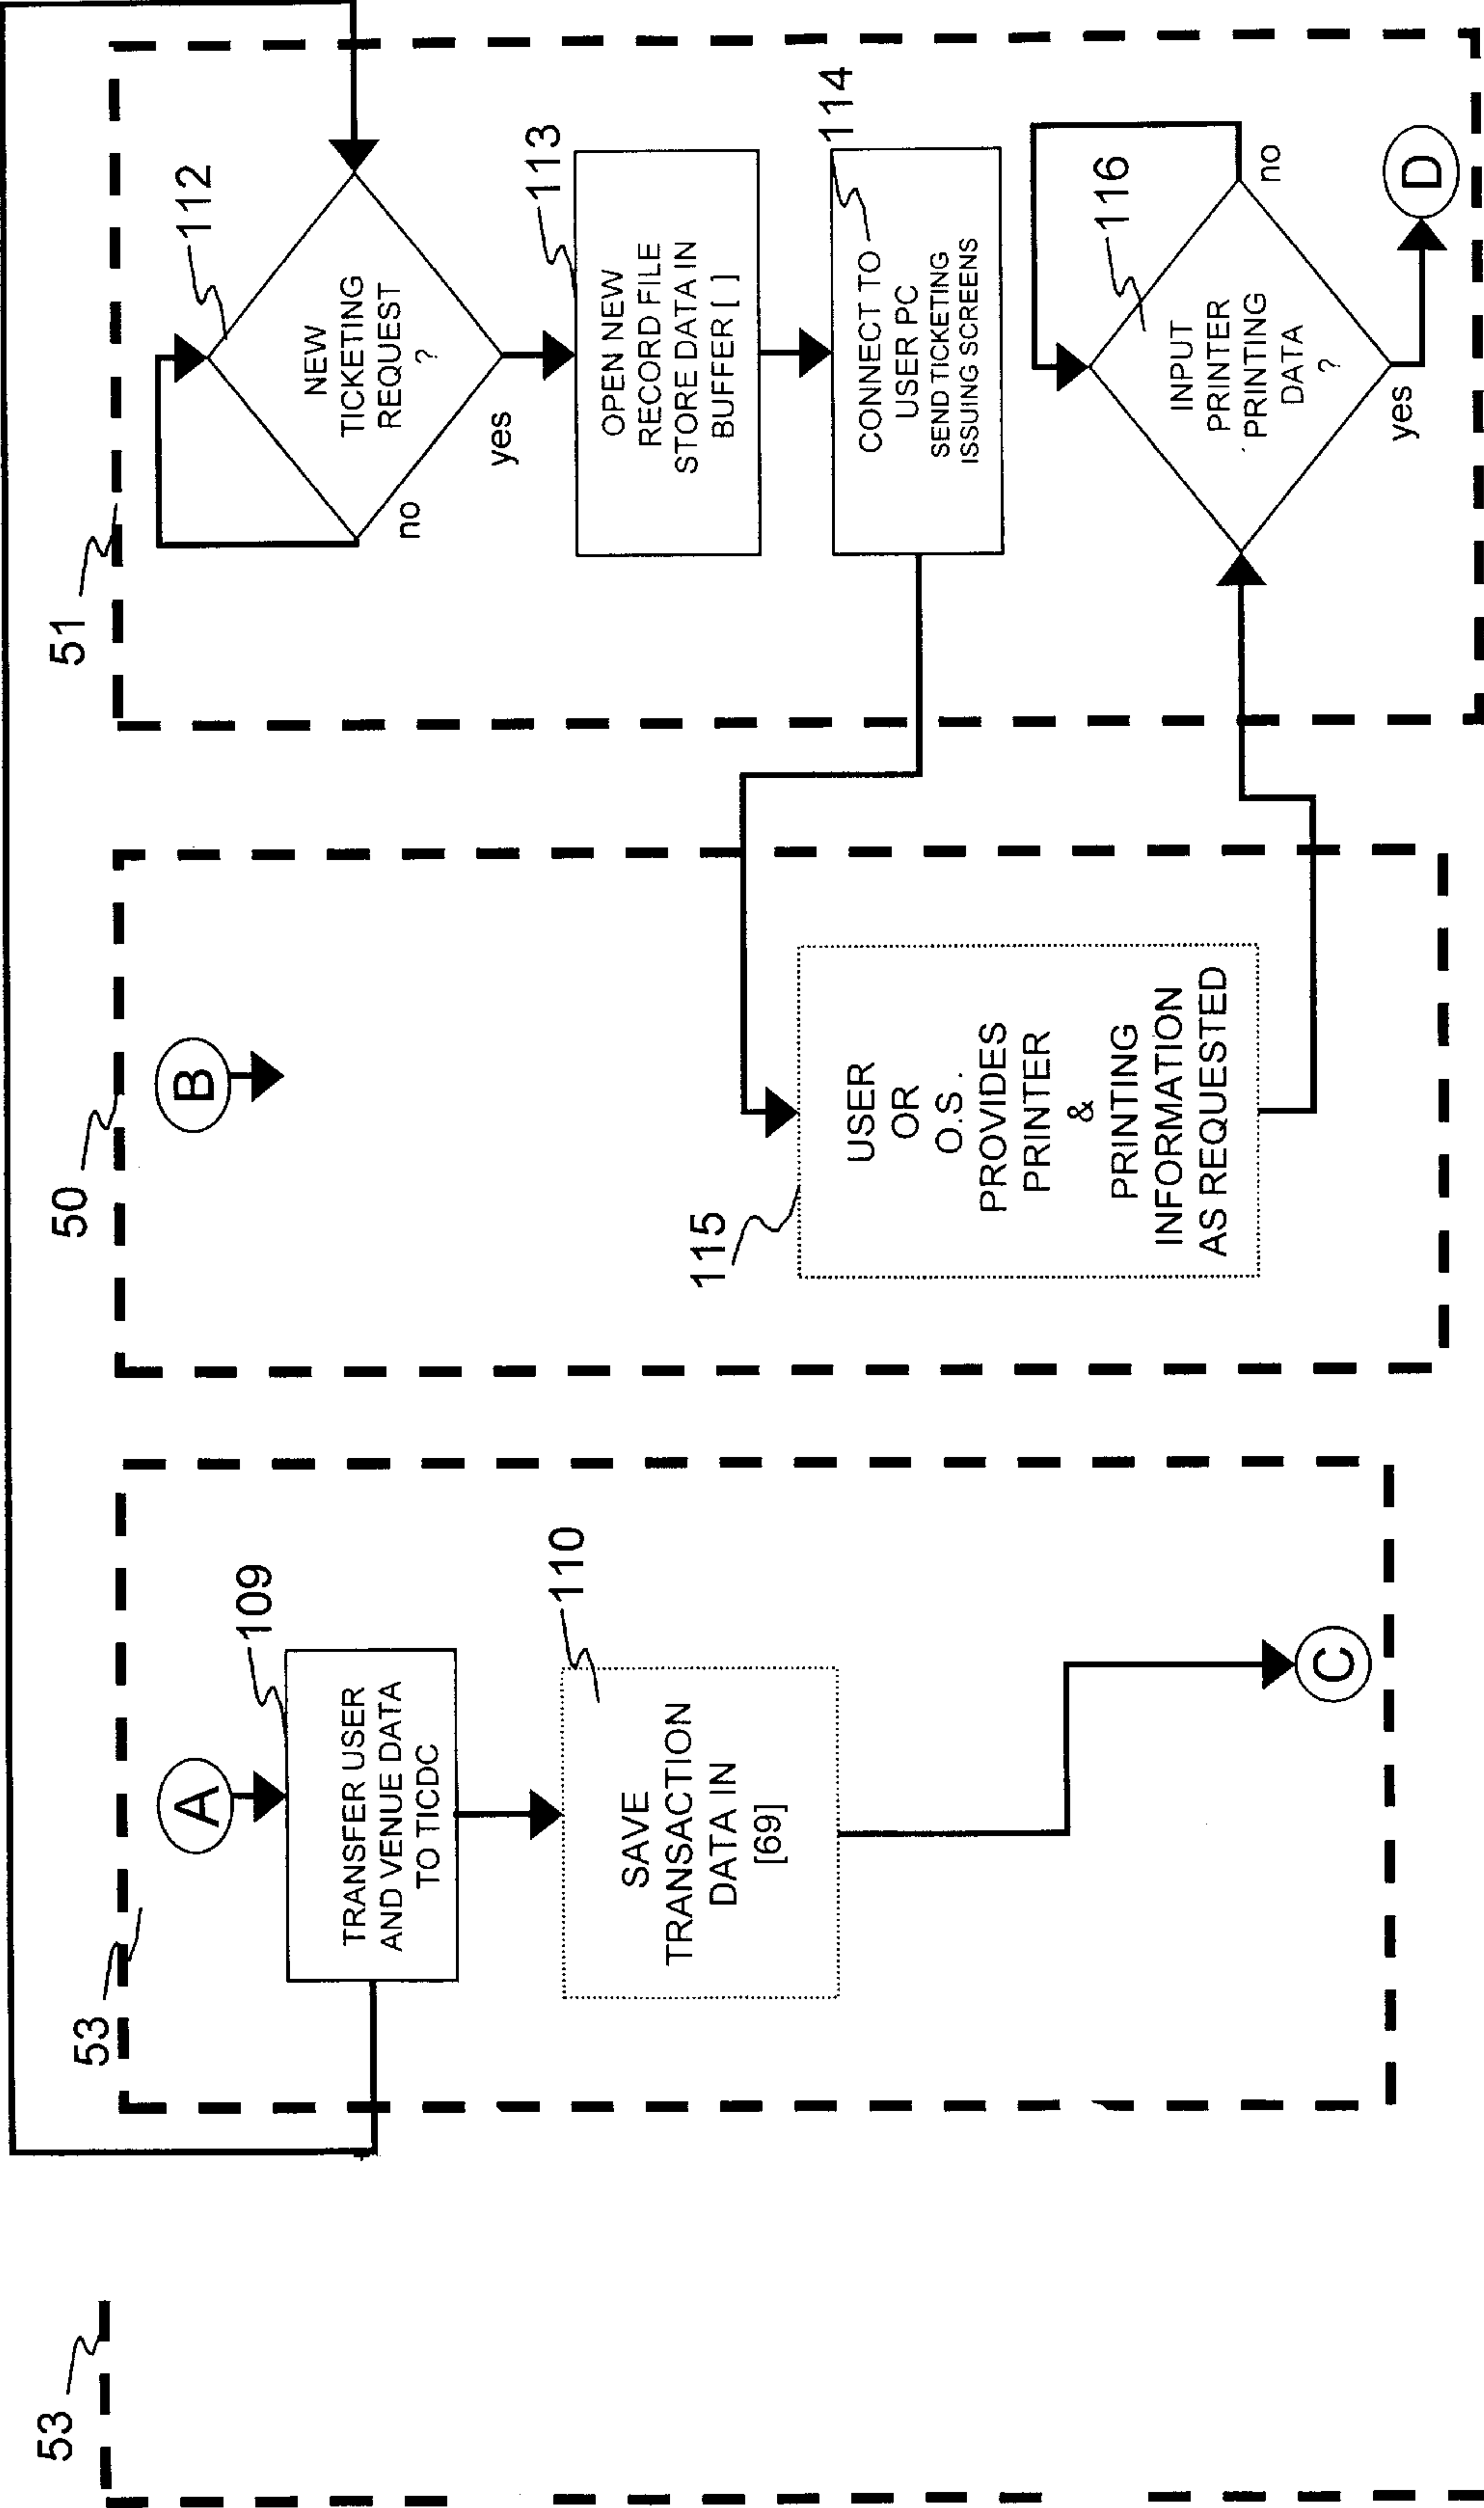 53
53
A
109
TRANSFER USER
AND VENUE DATA
TO TICDC
110
SAVE
TRANSACTION
DATA IN
[69]
C
50
B
115
USER
OR
O.S.
PROVIDES
PRINTER
&
PRINTING
INFORMATION
AS REQUESTED
51
112
NEW
TICKETING
REQUEST
?
no
yes
113
OPEN NEW
RECORD FILE
STORE DATA IN
BUFFER [ ]
114
CONNECT TO
USER PC
SEND TICKETING
ISSUING SCREENS
116
INPUT
PRINTER
PRINTING
DATA
?
no
yes
D